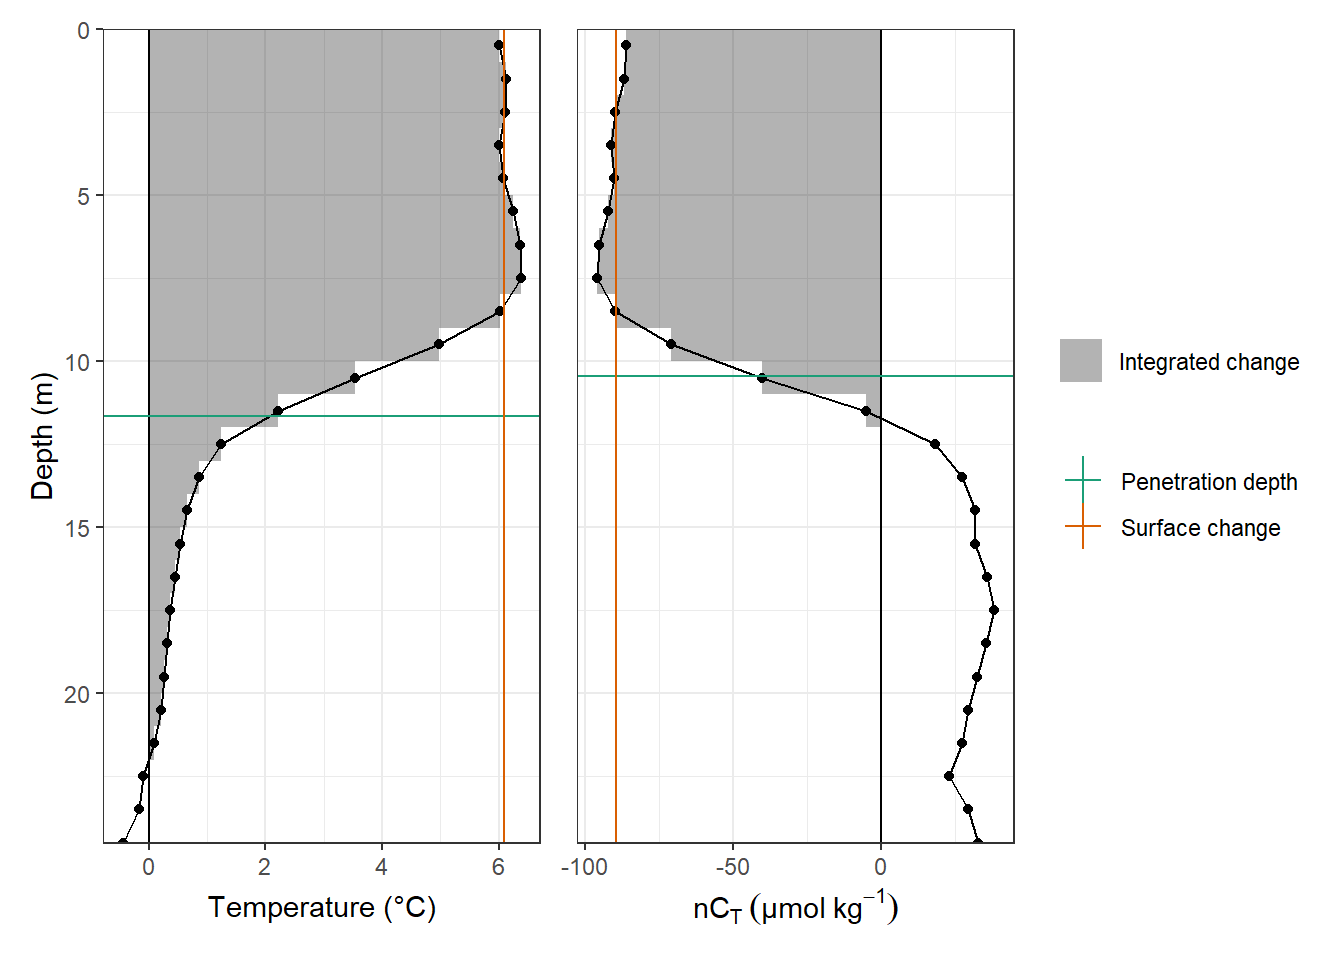 0
5
10
15
20
Depth (m)
0 2 4 6
-100 -50 0
Temperature (°C)
nC_T (µmol kg⁻¹)
Integrated change
Penetration depth
Surface change